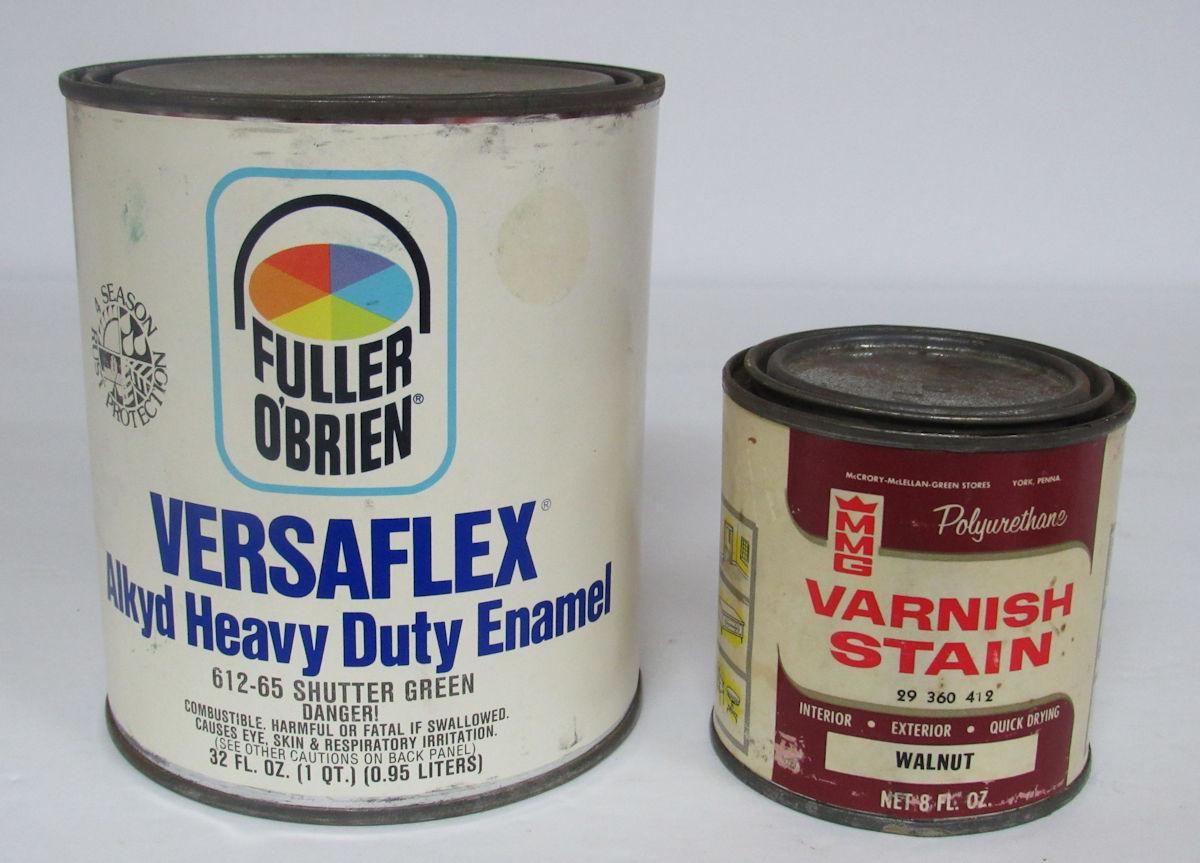 4 SEASON
RUST PROTECTION
FULLER
O'BRIEN®
VERSAFLEX®
Alkyd Heavy Duty Enamel
612-65 SHUTTER GREEN
DANGER!
COMBUSTIBLE. HARMFUL OR FATAL IF SWALLOWED.
CAUSES EYE, SKIN & RESPIRATORY IRRITATION.
(SEE OTHER CAUTIONS ON BACK PANEL)
32 FL. OZ. (1 QT.) (0.95 LITERS)
McCRORY-McLELLAN-GREEN STORES YORK, PENNA.
MMG
Polyurethane
VARNISH
STAIN
29 360 412
INTERIOR • EXTERIOR • QUICK DRYING
WALNUT
NET 8 FL. OZ.